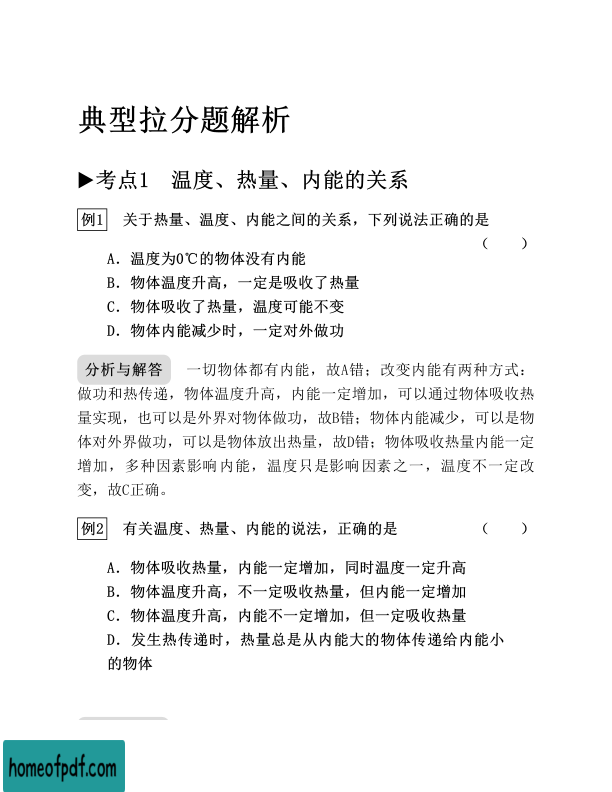 典型拉分题解析
▶考点1　温度、热量、内能的关系
例1　关于热量、温度、内能之间的关系，下列说法正确的是
（　　）
A．温度为0℃的物体没有内能
B．物体温度升高，一定是吸收了热量
C．物体吸收了热量，温度可能不变
D．物体内能减少时，一定对外做功
分析与解答　一切物体都有内能，故A错；改变内能有两种方式：
做功和热传递，物体温度升高，内能一定增加，可以通过物体吸收热
量实现，也可以是外界对物体做功，故B错；物体内能减少，可以是物
体对外界做功，可以是物体放出热量，故D错；物体吸收热量内能一定
增加，多种因素影响内能，温度只是影响因素之一，温度不一定改
变，故C正确。
例2　有关温度、热量、内能的说法，正确的是　　（　　）
A．物体吸收热量，内能一定增加，同时温度一定升高
B．物体温度升高，不一定吸收热量，但内能一定增加
C．物体温度升高，内能不一定增加，但一定吸收热量
D．发生热传递时，热量总是从内能大的物体传递给内能小
的物体
homeofpdf.com